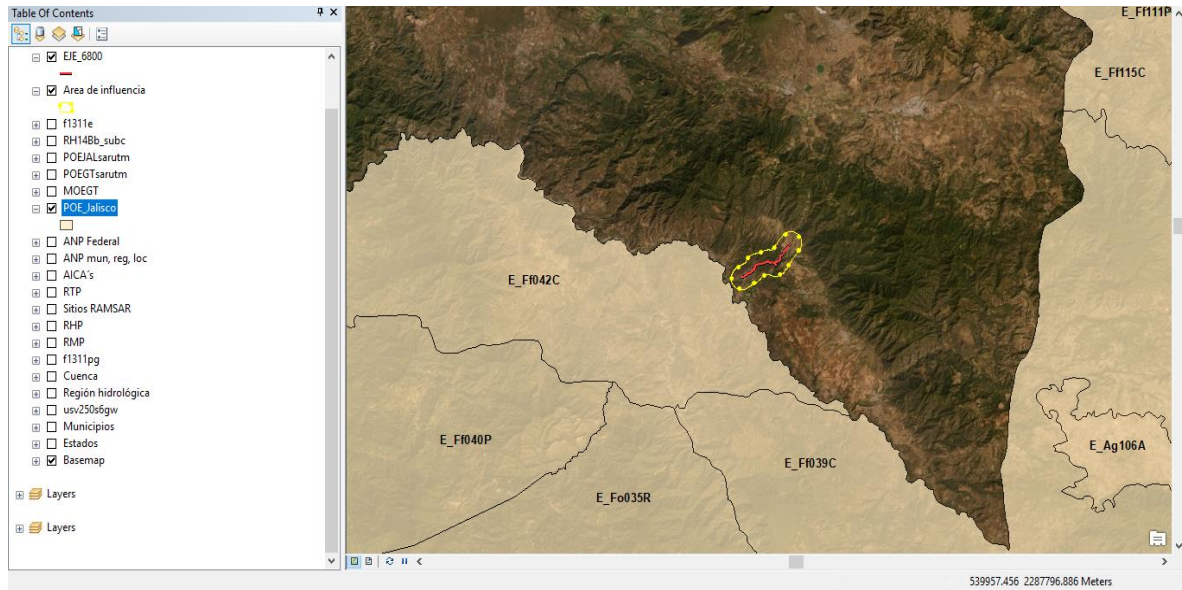 Table Of Contents
EJE_6800
Area de influencia
f1311e
RH14Bb_subc
POEJALsarutm
POEGTsarutm
MOEGT
POE_Jalisco
ANP Federal
ANP mun, reg, loc
AICA´s
RTP
Sitios RAMSAR
RHP
RMP
f1311pg
Cuenca
Región hidrológica
usv250s6gw
Municipios
Estados
Basemap
Layers
Layers
E_Ff111P
E_Ff115C
E_Ff042C
E_Ff040P
E_Ff039C
E_Ag106A
E_Fo035R
539957.456 2287796.886 Meters